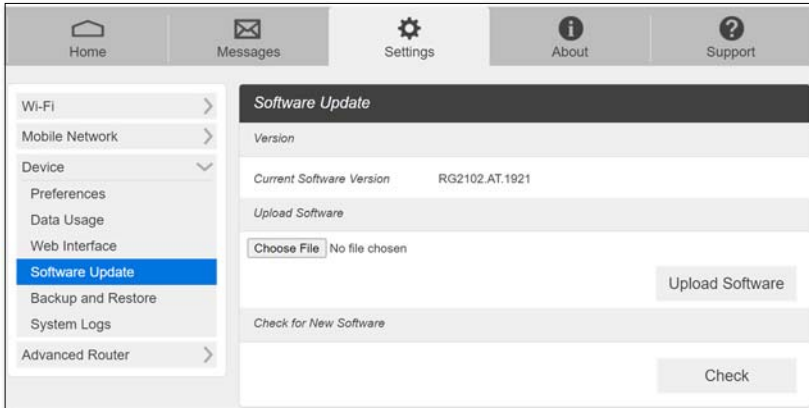 Home
Messages
Settings
About
Support
Wi-Fi
Mobile Network
Device
Preferences
Data Usage
Web Interface
Software Update
Backup and Restore
System Logs
Advanced Router
Software Update
Version
Current Software Version RG2102.AT.1921
Upload Software
Choose File No file chosen
Upload Software
Check for New Software
Check